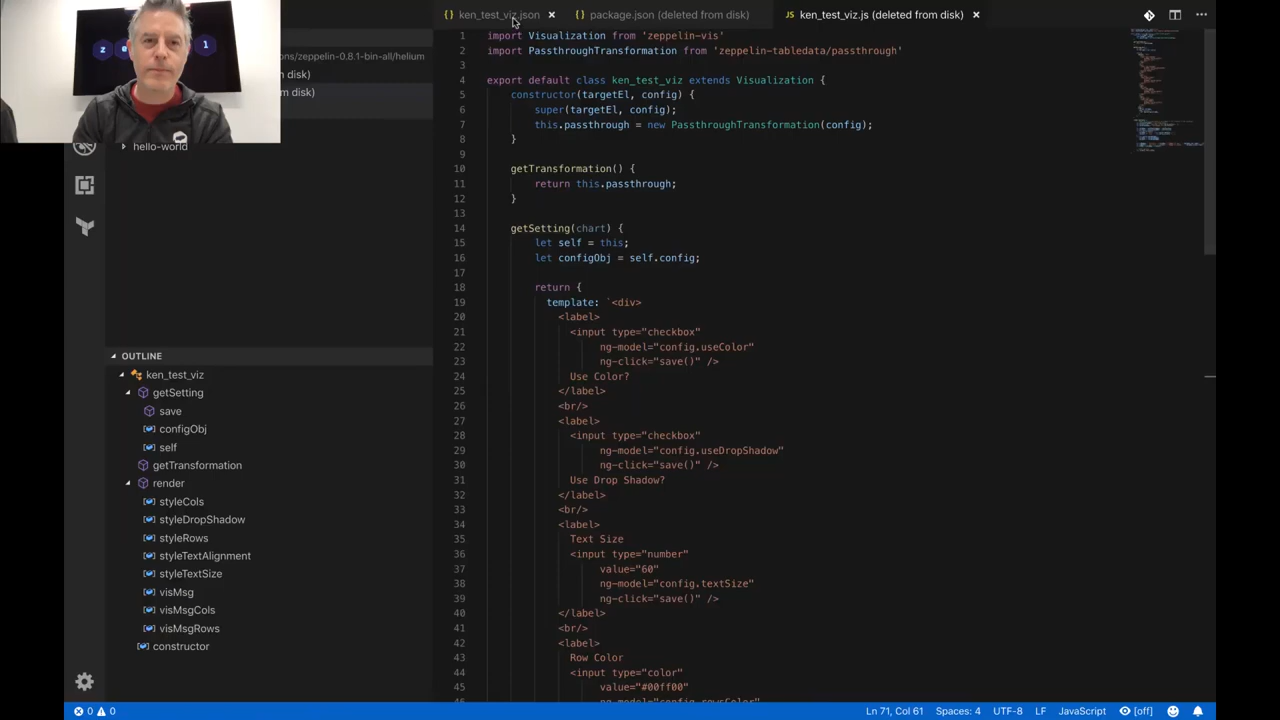 ken_test_viz.json
package.json (deleted from disk)
ken_test_viz.js (deleted from disk)
z e l
ons/zeppelin-0.8.1-bin-all/helium
disk)
disk)
hello-world
OUTLINE
ken_test_viz
getSetting
save
configObj
self
getTransformation
render
styleCols
styleDropShadow
styleRows
styleTextAlignment
styleTextSize
visMsg
visMsgCols
visMsgRows
constructor
1 import Visualization from 'zeppelin-vis'
2 import PassthroughTransformation from 'zeppelin-tabledata/passthrough'
3
4 export default class ken_test_viz extends Visualization {
5 constructor(targetEl, config) {
6 super(targetEl, config);
7 this.passthrough = new PassthroughTransformation(config);
8 }
9
10 getTransformation() {
11 return this.passthrough;
12 }
13
14 getSetting(chart) {
15 let self = this;
16 let configObj = self.config;
17
18 return {
19 template: `<div>
20 <label>
21 <input type="checkbox"
22 ng-model="config.useColor"
23 ng-click="save()" />
24 Use Color?
25 </label>
26 <br/>
27 <label>
28 <input type="checkbox"
29 ng-model="config.useDropShadow"
30 ng-click="save()" />
31 Use Drop Shadow?
32 </label>
33 <br/>
34 <label>
35 Text Size
36 <input type="number"
37 value="60"
38 ng-model="config.textSize"
39 ng-click="save()" />
40 </label>
41 <br/>
42 <label>
43 Row Color
44 <input type="color"
45 value="#00ff00"
0 0
Ln 71, Col 61
Spaces: 4
UTF-8
LF
JavaScript
[off]